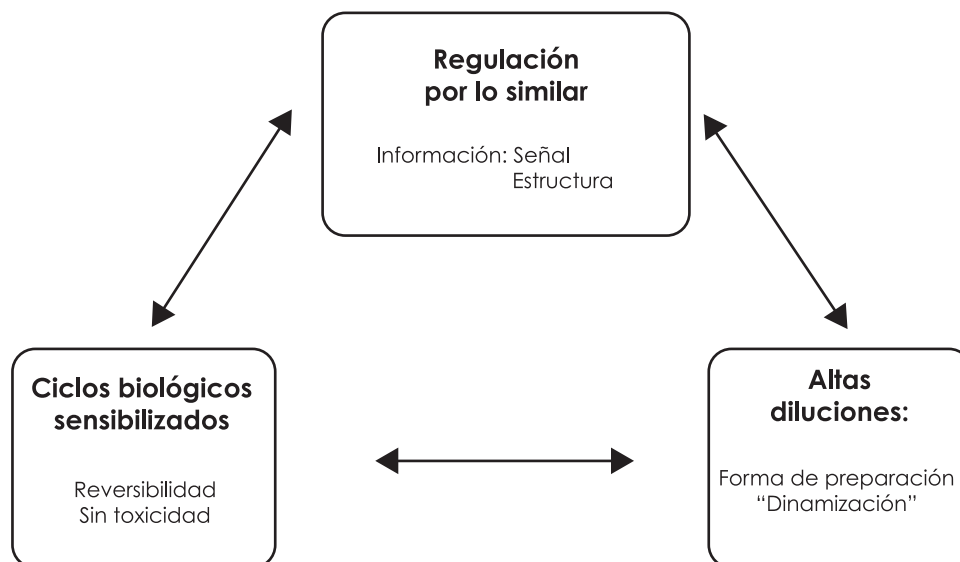 Regulación
por lo similar
Información: Señal
Estructura
Ciclos biológicos
sensibilizados
Reversibilidad
Sin toxicidad
Altas
diluciones:
Forma de preparación
“Dinamización”